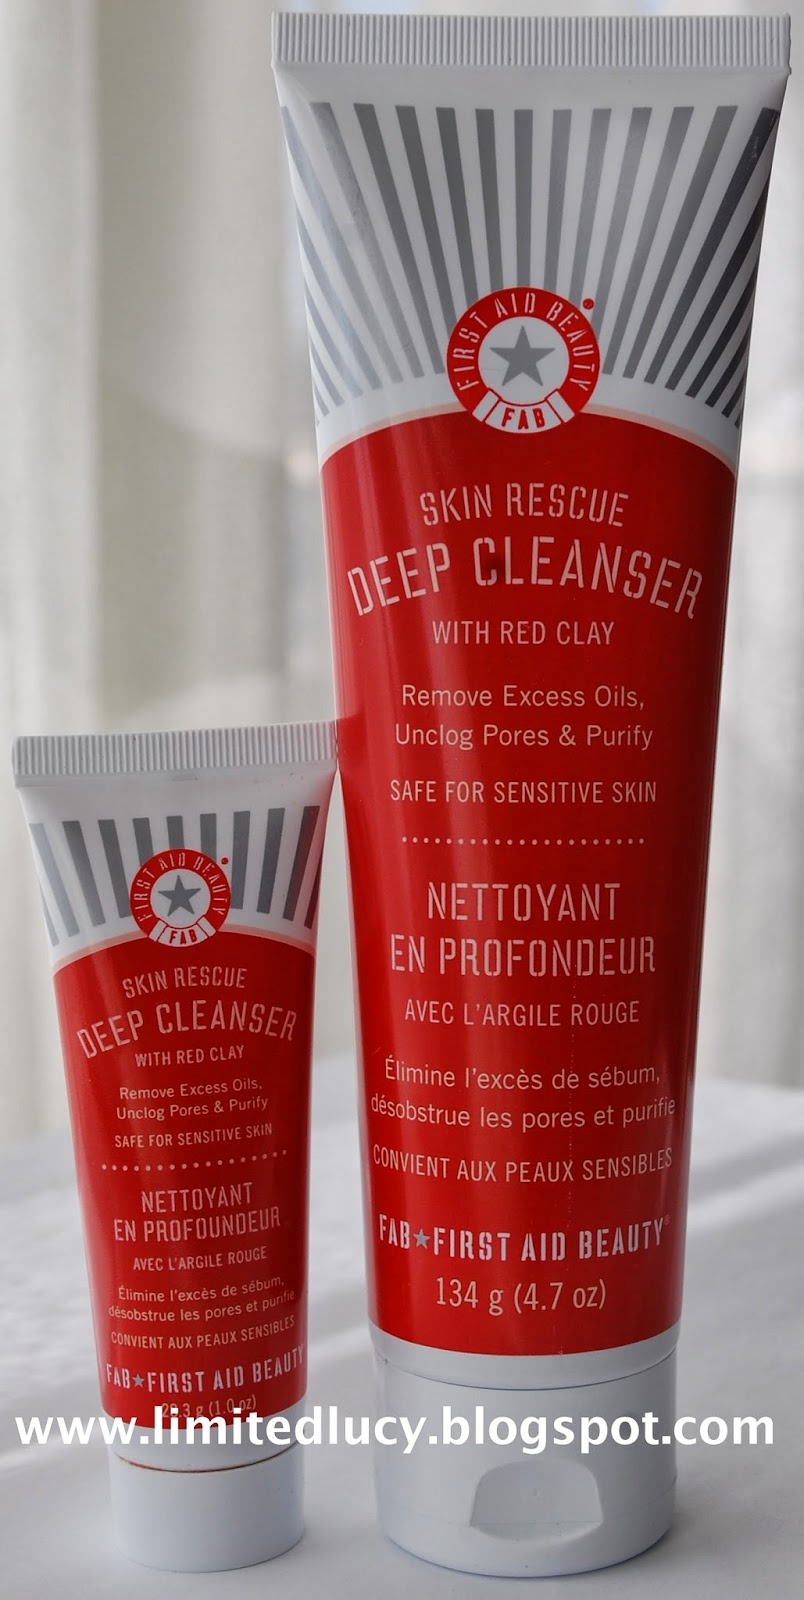 FIRST AID BEAUTY
FAB
SKIN RESCUE
DEEP CLEANSER
WITH RED CLAY
Remove Excess Oils,
Unclog Pores & Purify
SAFE FOR SENSITIVE SKIN
NETTOYANT
EN PROFONDEUR
AVEC L'ARGILE ROUGE
Élimine l'excès de sébum,
désobstrue les pores et purifie
CONVIENT AUX PEAUX SENSIBLES
FAB★FIRST AID BEAUTY®
134 g (4.7 oz)
FIRST AID BEAUTY
FAB
SKIN RESCUE
DEEP CLEANSER
WITH RED CLAY
Remove Excess Oils,
Unclog Pores & Purify
SAFE FOR SENSITIVE SKIN
NETTOYANT
EN PROFOUNDEUR
AVEC L'ARGILE ROUGE
Élimine l'excès de sébum,
désobstrue les pores et purifie
CONVIENT AUX PEAUX SENSIBLES
FAB★FIRST AID BEAUTY
28.3 g (1.0 oz)
www.limitedlucy.blogspot.com